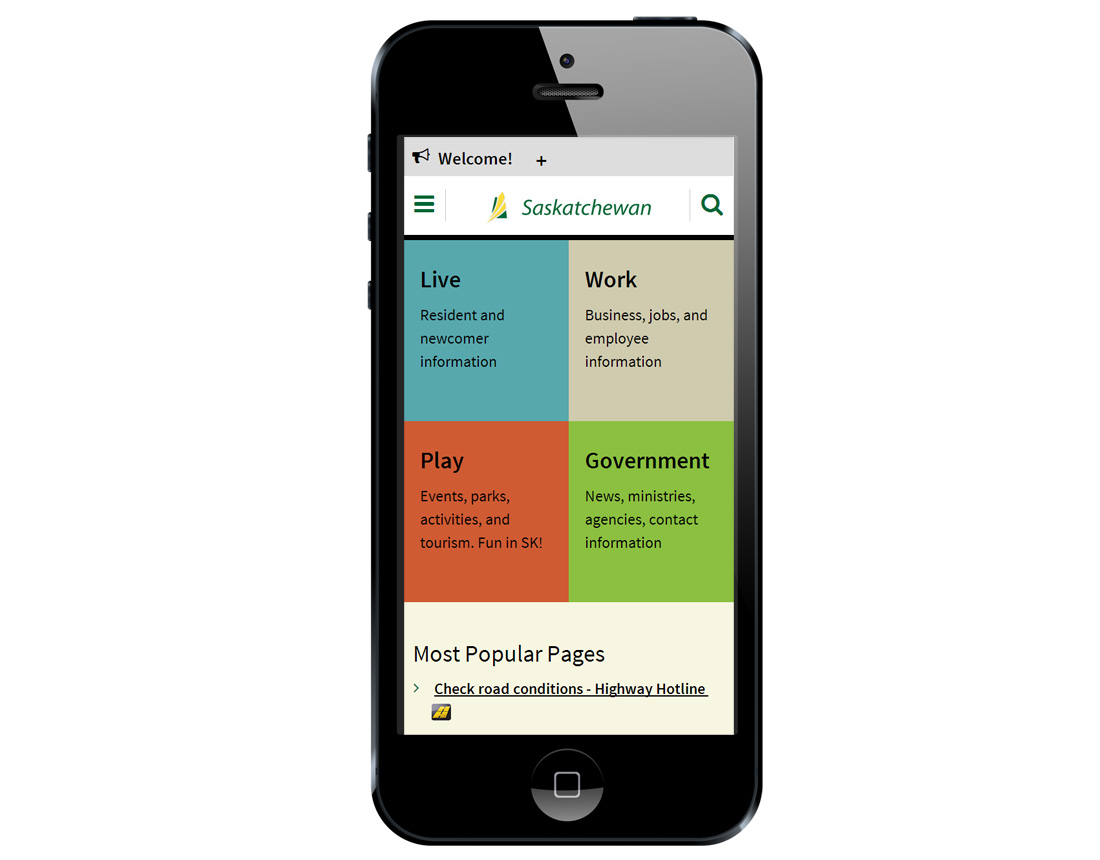 Welcome! +
Saskatchewan
Live
Resident and
newcomer
information
Work
Business, jobs, and
employee
information
Play
Events, parks,
activities, and
tourism. Fun in SK!
Government
News, ministries,
agencies, contact
information
Most Popular Pages
Check road conditions - Highway Hotline